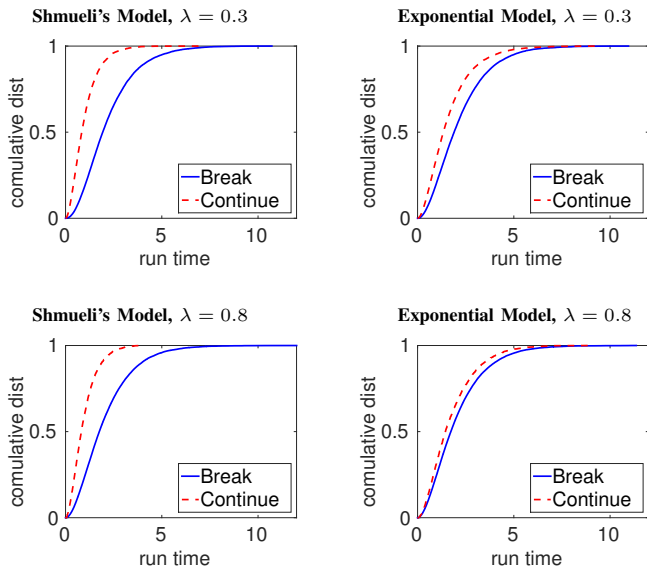 Shmueli's Model, λ = 0.3
1
0.5
0
0
5
10
comulative dist
run time
Break
Continue
Exponential Model, λ = 0.3
1
0.5
0
0
5
10
comulative dist
run time
Break
Continue
Shmueli's Model, λ = 0.8
1
0.5
0
0
5
10
comulative dist
run time
Break
Continue
Exponential Model, λ = 0.8
1
0.5
0
0
5
10
cumulative dist
run time
Break
Continue